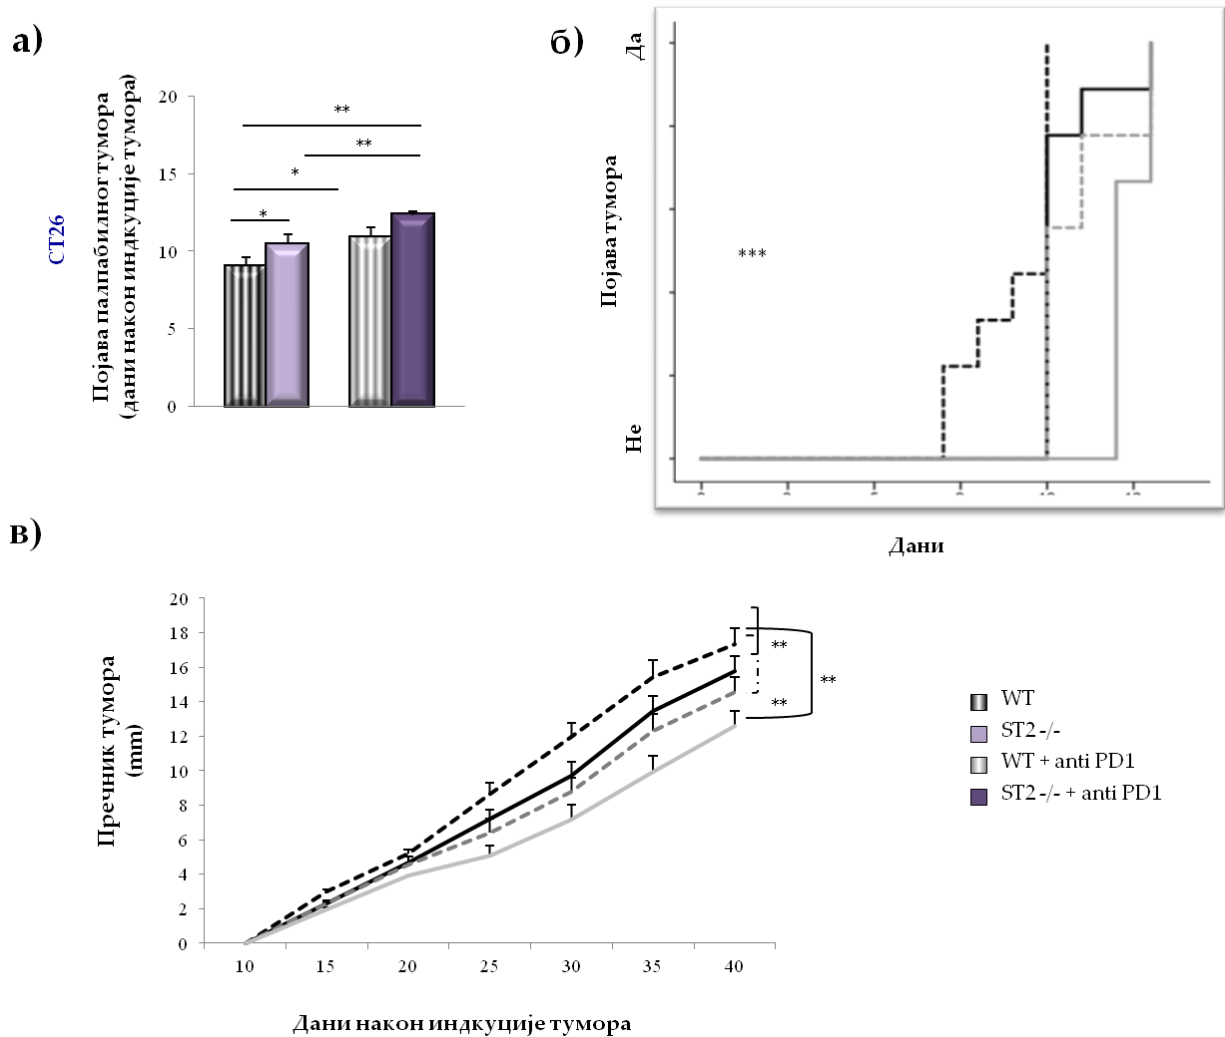 а)
CT26
Појава палпабилног тумора
(дани након индкуције тумора)
20
15
10
5
0
**
**
*
*
б)
Да
Појава тумора
Не
***
Дани
в)
Пречник тумора
(mm)
20
18
16
14
12
10
8
6
4
2
0
10 15 20 25 30 35 40
**
**
**
Дани након индкуције тумора
WT
ST2 -/-
WT + anti PD1
ST2 -/- + anti PD1